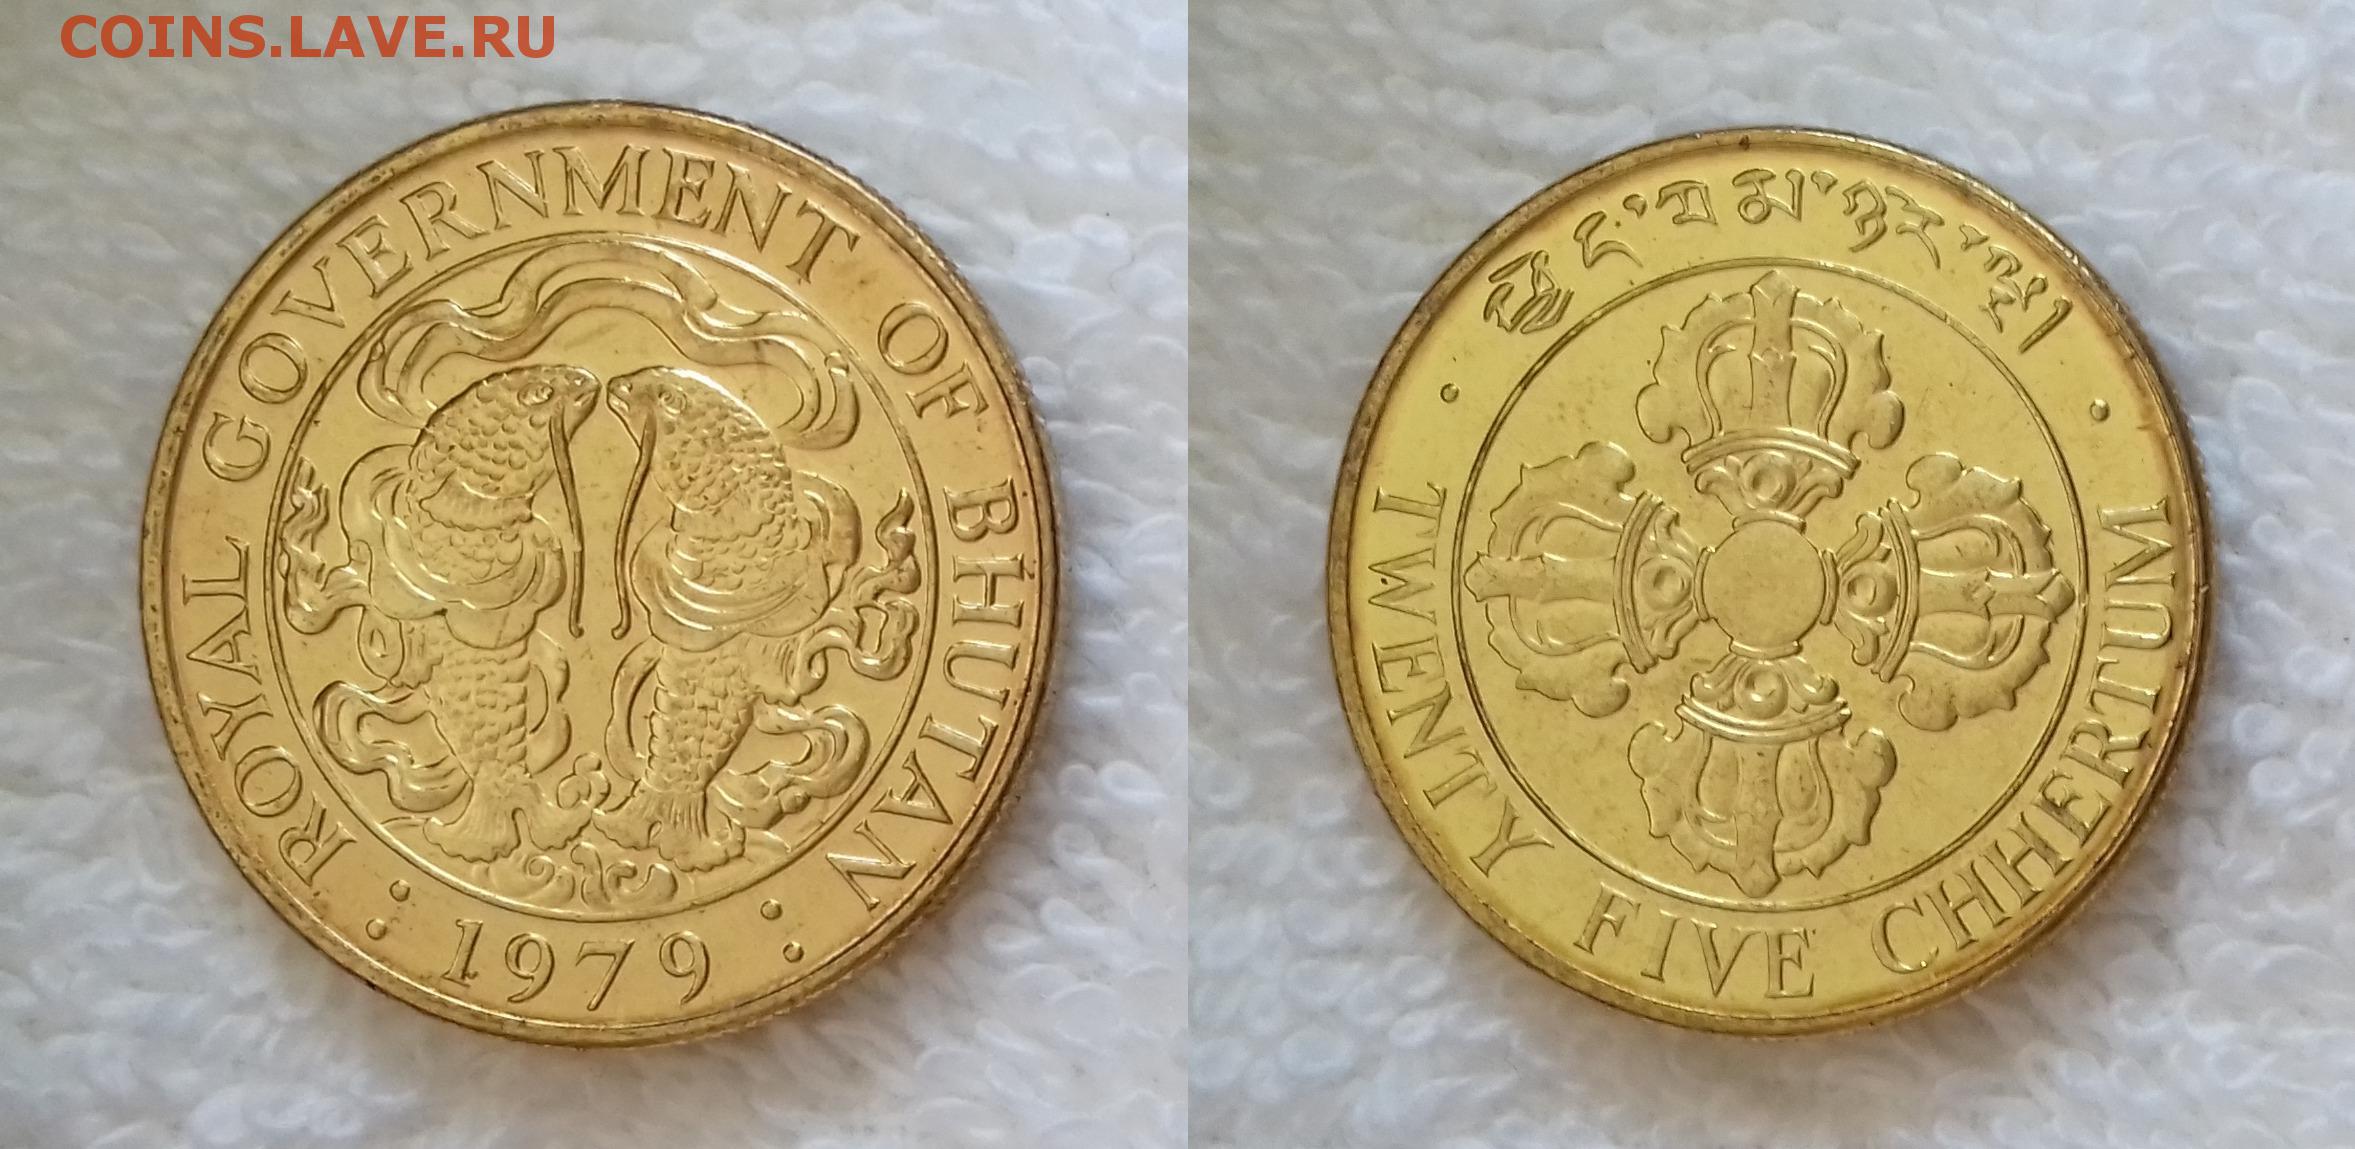 COINS.LAVE.RU
ROYAL GOVERNMENT OF BHUTAN
: 1979 :
ཉེར་ལྔ།
· TWENTY FIVE CHHERTUM ·